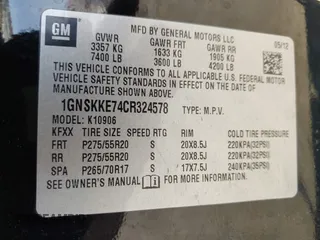 GM
MFD BY GENERAL MOTORS LLC
GVWR GAWR FRT GAWR RR 05/12
3357 KG 1633 KG 1905 KG
7400 LB 3600 LB 4200 LB
THIS VEHICLE CONFORMS TO ALL APPLICABLE U.S. FEDERAL MOTOR
VEHICLE SAFETY AND THEFT PREVENTION STANDARDS IN EFFECT ON THE DATE OF
MANUFACTURE SHOWN ABOVE.
1GNSKKE74CR324578 TYPE: M.P.V.
MODEL: K10906
KFXX TIRE SIZE SPEED RTG RIM COLD TIRE PRESSURE
FRT P275/55R20 S 20X8.5J 220KPA(32PSI)
RR P275/55R20 S 20X8.5J 220KPA(32PSI)
SPA P265/70R17 S 17X7.5J 240KPA(35PSI)
SEE OWNER'S MANUAL FOR ADDITIONAL INFORMATION.